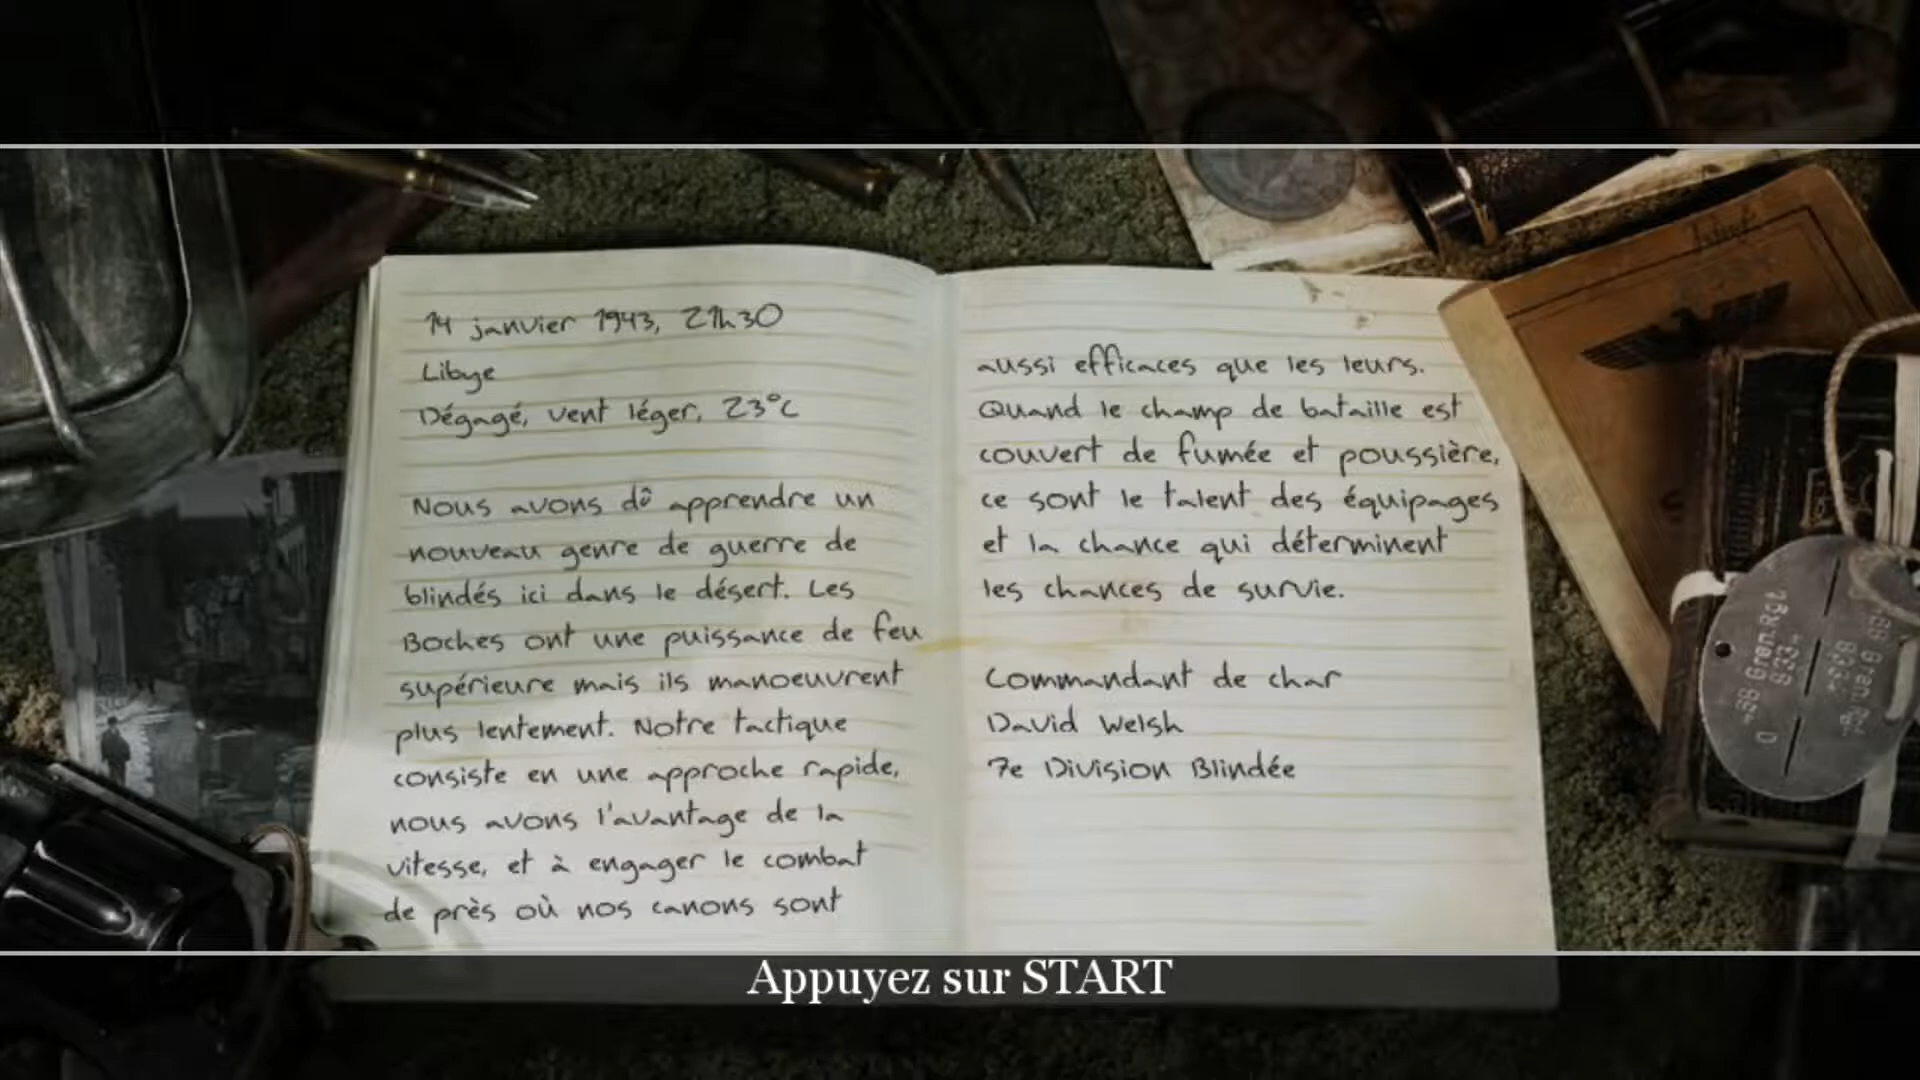 14 janvier 1943, 21h30
Libye
Dégagé, vent léger, 23°C
Nous avons dû apprendre un
nouveau genre de guerre de
blindés ici dans le désert. Les
Boches ont une puissance de feu
supérieure mais ils manoeuvrent
plus lentement. Notre tactique
consiste en une approche rapide,
nous avons l'avantage de la
vitesse, et à engager le combat
de près où nos canons sont
aussi efficaces que les leurs.
Quand le champ de bataille est
couvert de fumée et poussière,
ce sont le talent des équipages
et la chance qui déterminent
les chances de survie.
Commandant de char
David Welsh
7e Division Blindée
Appuyez sur START